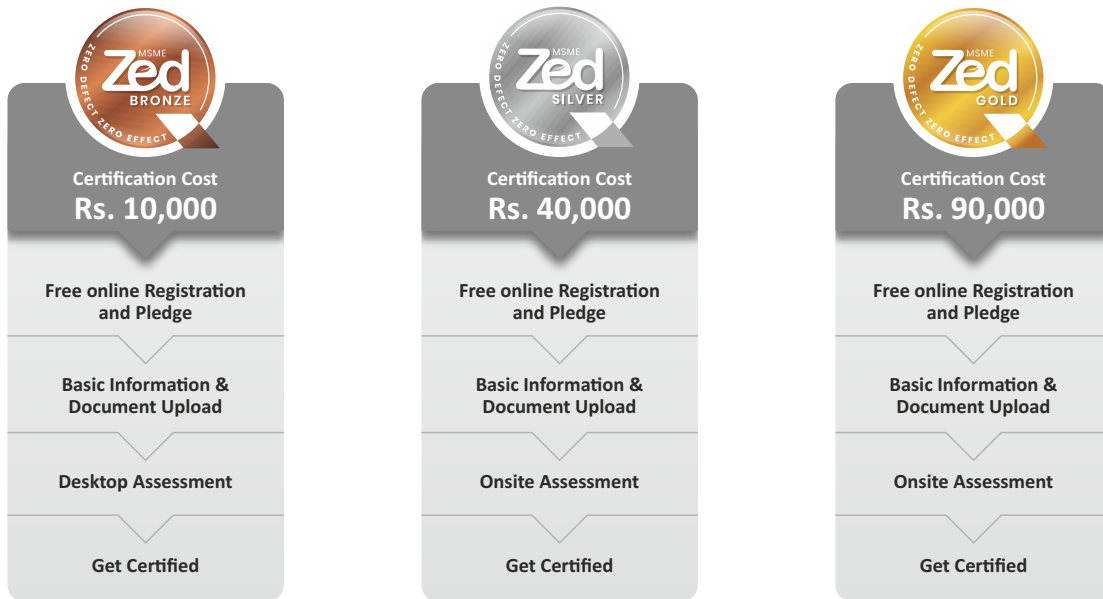 MSME
Zed
BRONZE
ZERO DEFECT ZERO EFFECT
Certification Cost
Rs. 10,000
Free online Registration
and Pledge
Basic Information &
Document Upload
Desktop Assessment
Get Certified
MSME
Zed
SILVER
ZERO DEFECT ZERO EFFECT
Certification Cost
Rs. 40,000
Free online Registration
and Pledge
Basic Information &
Document Upload
Onsite Assessment
Get Certified
MSME
Zed
GOLD
ZERO DEFECT ZERO EFFECT
Certification Cost
Rs. 90,000
Free online Registration
and Pledge
Basic Information &
Document Upload
Onsite Assessment
Get Certified